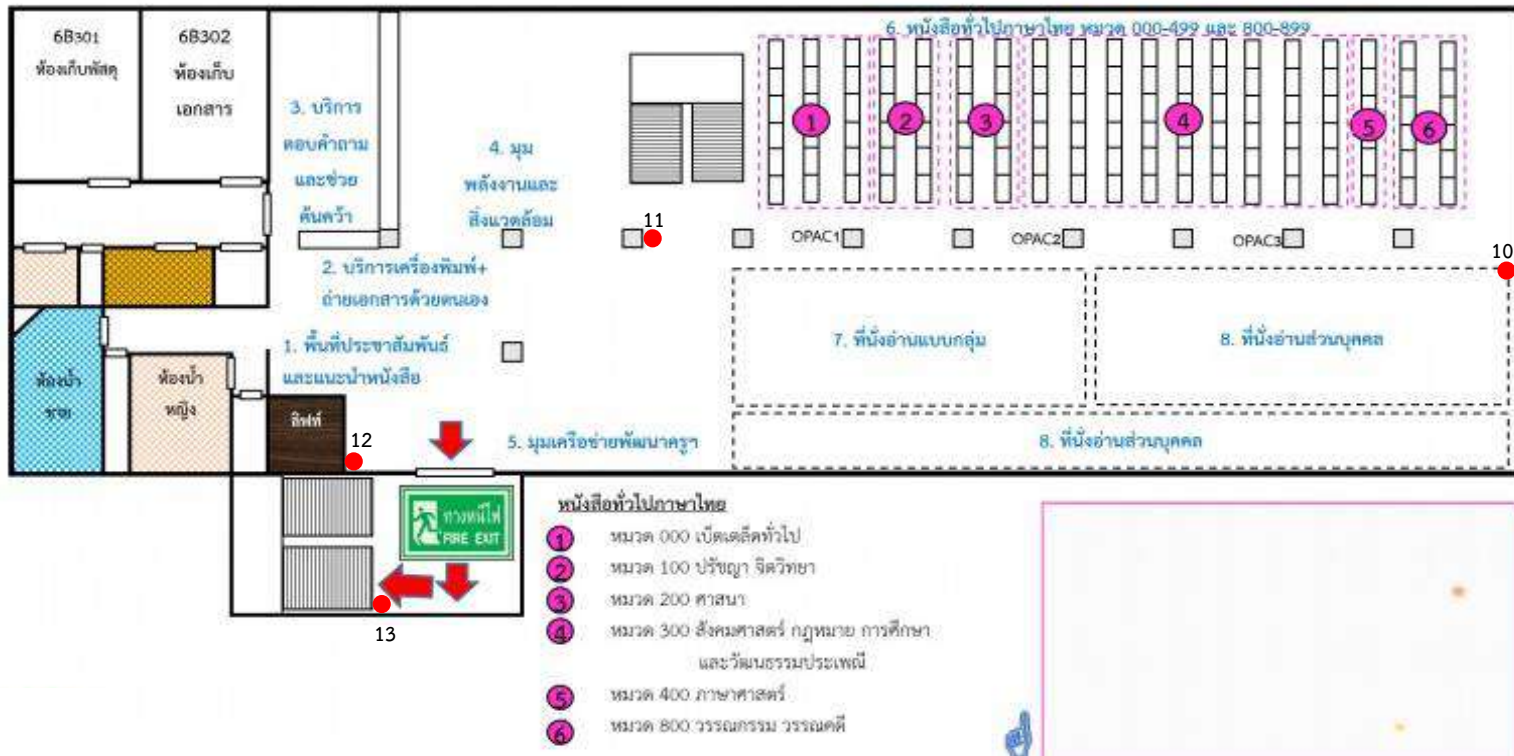 6B301
ห้องเก็บพัสดุ
6B302
ห้องเก็บ
เอกสาร
3. บริการ
ตอบคำถาม
และช่วย
ค้นคว้า
4. มุม
พลังงานและ
สิ่งแวดล้อม
6. หนังสือทั่วไปภาษาไทย หมวด 000-499 และ 800-899
1
2
3
4
5
6
11
OPAC1
OPAC2
OPAC3
10
2. บริการเครื่องพิมพ์+
ถ่ายเอกสารด้วยตนเอง
1. พื้นที่ประชาสัมพันธ์
และแนะนำหนังสือ
7. ที่นั่งอ่านแบบกลุ่ม
8. ที่นั่งอ่านส่วนบุคคล
ห้องน้ำ
ชาย
ห้องน้ำ
หญิง
ลิฟท์
12
5. มุมเครือข่ายพัฒนาครูฯ
8. ที่นั่งอ่านส่วนบุคคล
ทางหนีไฟ
FIRE EXIT
13
หนังสือทั่วไปภาษาไทย
1 หมวด 000 เบ็ดเตล็ดทั่วไป
2 หมวด 100 ปรัชญา จิตวิทยา
3 หมวด 200 ศาสนา
4 หมวด 300 สังคมศาสตร์ กฎหมาย การศึกษา
และวัฒนธรรมประเพณี
5 หมวด 400 ภาษาศาสตร์
6 หมวด 800 วรรณกรรม วรรณคดี